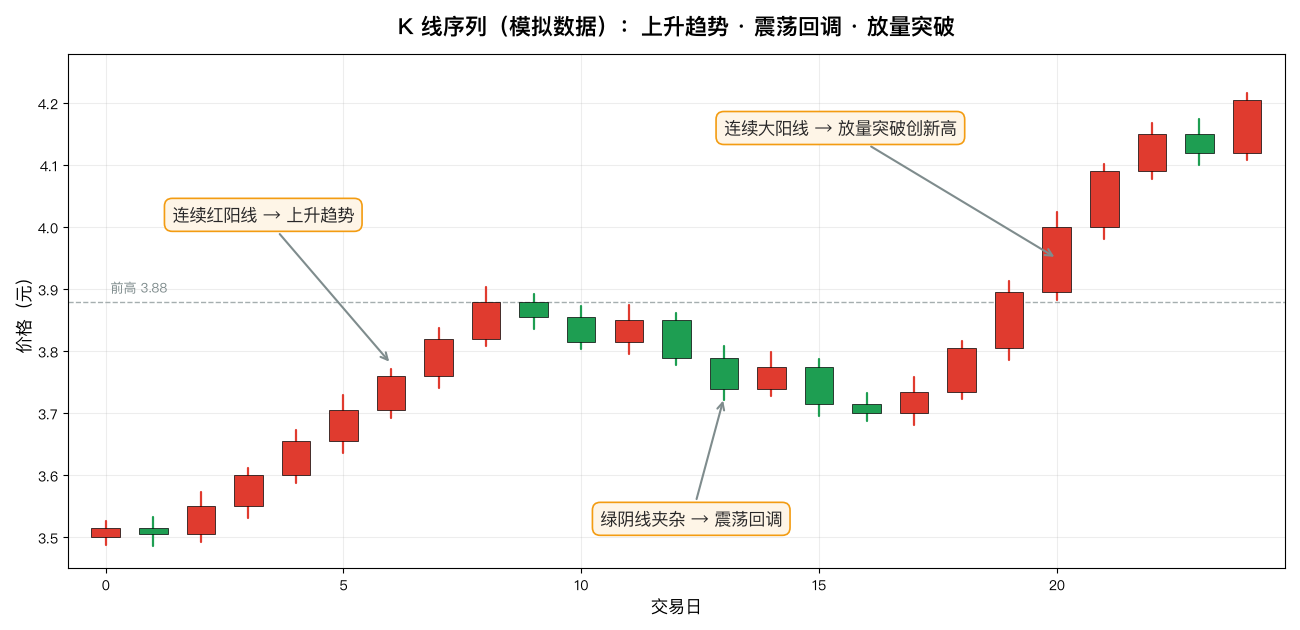 K 线序列（模拟数据）：上升趋势 · 震荡回调 · 放量突破
连续大阳线 → 放量突破创新高
连续红阳线 → 上升趋势
前高 3.88
绿阴线夹杂 → 震荡回调
价格（元）
4.2
4.1
4.0
3.9
3.8
3.7
3.6
3.5
0 5 10 15 20
交易日